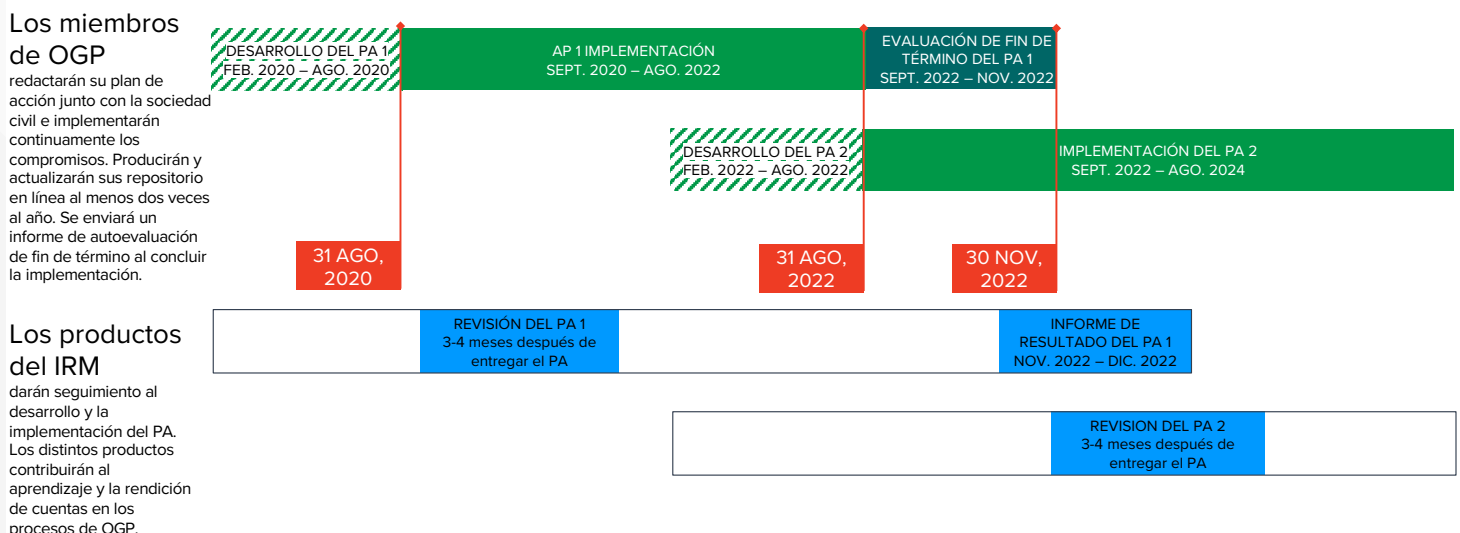 Los miembros
de OGP
redactarán su plan de
acción junto con la sociedad
civil e implementarán
continuamente los
compromisos. Producirán y
actualizarán sus repositorio
en línea al menos dos veces
al año. Se enviará un
informe de autoevaluación
de fin de término al concluir
la implementación.
DESARROLLO DEL PA 1
FEB. 2020 – AGO. 2020
AP 1 IMPLEMENTACIÓN
SEPT. 2020 – AGO. 2022
EVALUACIÓN DE FIN DE
TÉRMINO DEL PA 1
SEPT. 2022 – NOV. 2022
DESARROLLO DEL PA 2
FEB. 2022 – AGO. 2022
IMPLEMENTACIÓN DEL PA 2
SEPT. 2022 – AGO. 2024
31 AGO,
2020
31 AGO,
2022
30 NOV,
2022
Los productos
del IRM
darán seguimiento al
desarrollo y la
implementación del PA.
Los distintos productos
contribuirán al
aprendizaje y la rendición
de cuentas en los
procesos de OGP.
REVISIÓN DEL PA 1
3-4 meses después de
entregar el PA
INFORME DE
RESULTADO DEL PA 1
NOV. 2022 – DIC. 2022
REVISION DEL PA 2
3-4 meses después de
entregar el PA